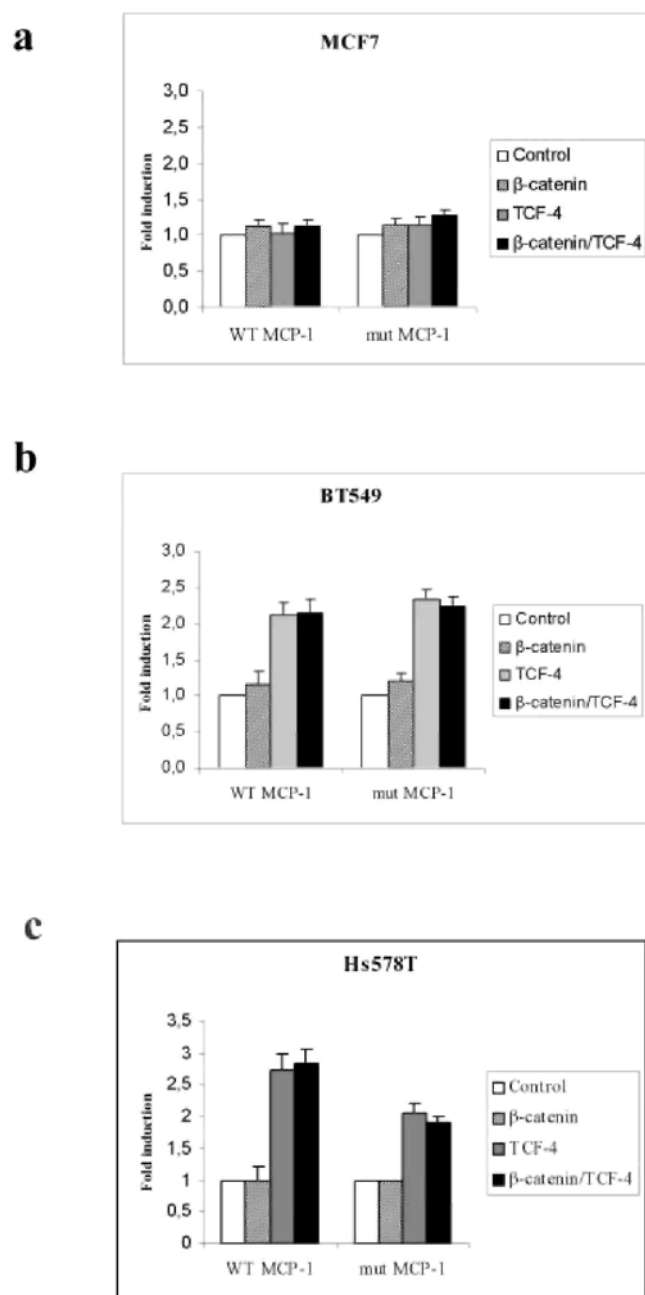 a
MCF7
3,0
2,5
2,0
1,5
1,0
0,5
0,0
Fold induction
WT MCP-1
mut MCP-1
Control
β-catenin
TCF-4
β-catenin/TCF-4
b
BT549
3,0
2,5
2,0
1,5
1,0
0,5
0,0
Fold induction
WT MCP-1
mut MCP-1
Control
β-catenin
TCF-4
β-catenin/TCF-4
c
Hs578T
3,5
3
2,5
2
1,5
1
0,5
0
Fold induction
WT MCP-1
mut MCP-1
Control
β-catenin
TCF-4
β-catenin/TCF-4